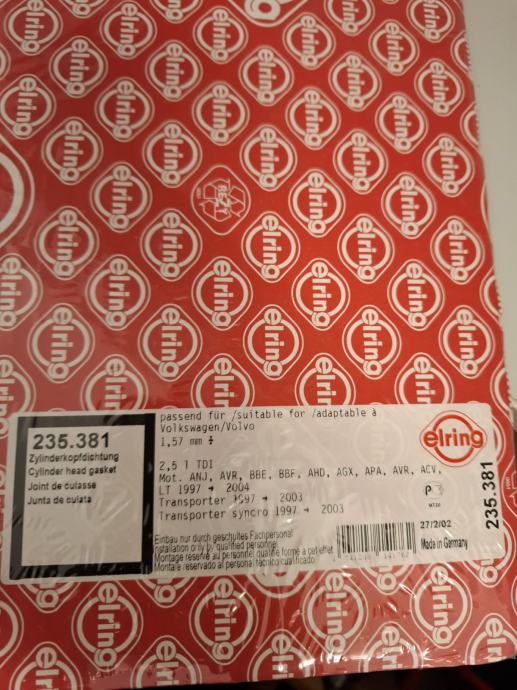 elring
235.381
Zylinderkopfdichtung
Cylinder head gasket
Joint de culasse
Junta de culata
passend für /suitable for /adaptable à
Volkswagen/Volvo
1,57 mm ‡
2,5 l TDI
Mot. ANJ, AVR, BBE, BBF, AHD, AGX, APA, AVR, ACV,
LT 1997 → 2004
Transporter 1997 → 2003
Transporter syncro 1997 → 2003
Einbau nur durch geschultes Fachpersonal
Installation only by qualified personnel
Montage réservé au personnel qualifié formé à cet effet
Montaje reservado al personal técnico cualificado
elring
27/2/02
Made in Germany
235.381